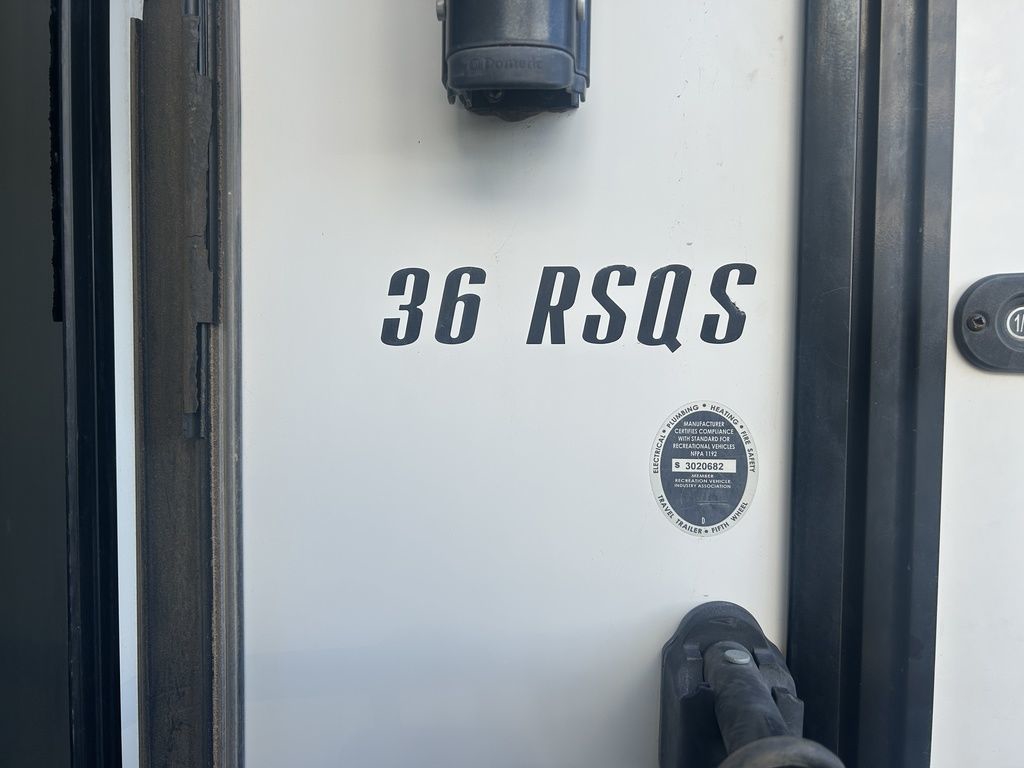 Dometic
36 RSQS
1/
ELECTRICAL • PLUMBING • HEATING • FIRE SAFETY
MANUFACTURER
CERTIFIES COMPLIANCE
WITH STANDARD FOR
RECREATIONAL VEHICLES
NFPA 1192
S 3020682
MEMBER
RECREATION VEHICLE
INDUSTRY ASSOCIATION
D
TRAVEL TRAILER • FIFTH WHEEL